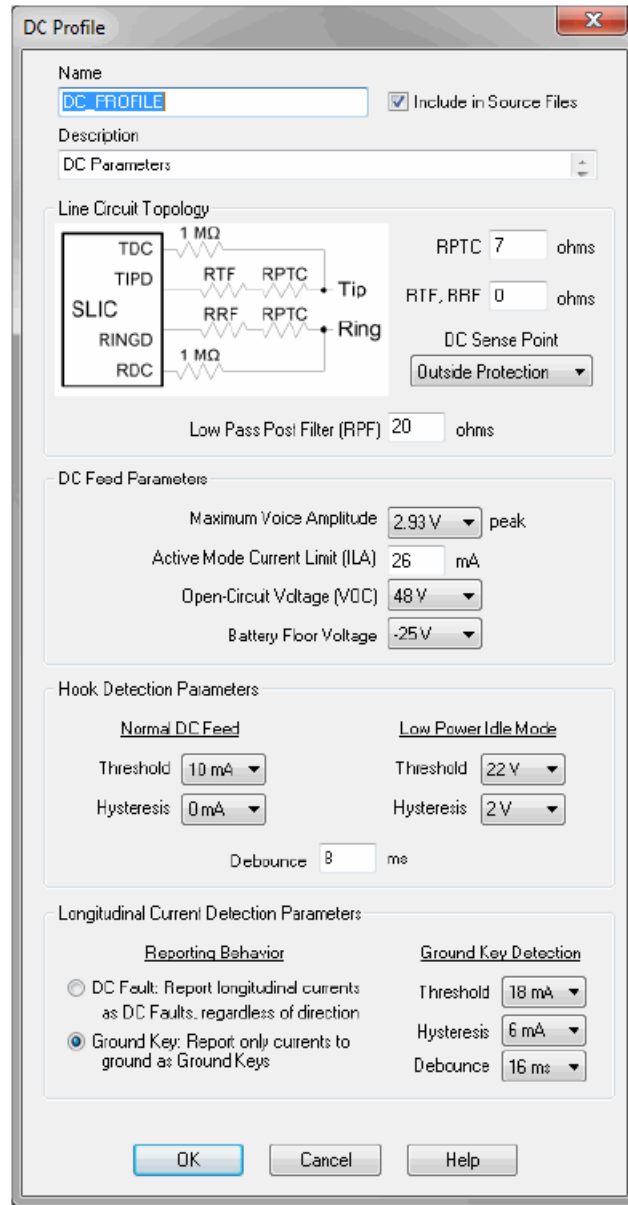 DC Profile
Name
DC_PROFILE
Include in Source Files
Description
DC Parameters
Line Circuit Topology
SLIC
TDC 1 MΩ
TIPD RTF RPTC Tip
RINGD RRF RPTC Ring
RDC 1 MΩ
RPTC 7 ohms
RTF, RRF 0 ohms
DC Sense Point
Outside Protection
Low Pass Post Filter (RPF) 20 ohms
DC Feed Parameters
Maximum Voice Amplitude 2.93 V peak
Active Mode Current Limit (ILA) 26 mA
Open-Circuit Voltage (VOC) 48 V
Battery Floor Voltage -25 V
Hook Detection Parameters
Normal DC Feed
Threshold 10 mA
Hysteresis 0 mA
Low Power Idle Mode
Threshold 22 V
Hysteresis 2 V
Debounce 8 ms
Longitudinal Current Detection Parameters
Reporting Behavior
DC Fault: Report longitudinal currents
as DC Faults, regardless of direction
Ground Key: Report only currents to
ground as Ground Keys
Ground Key Detection
Threshold 18 mA
Hysteresis 6 mA
Debounce 16 ms
OK Cancel Help